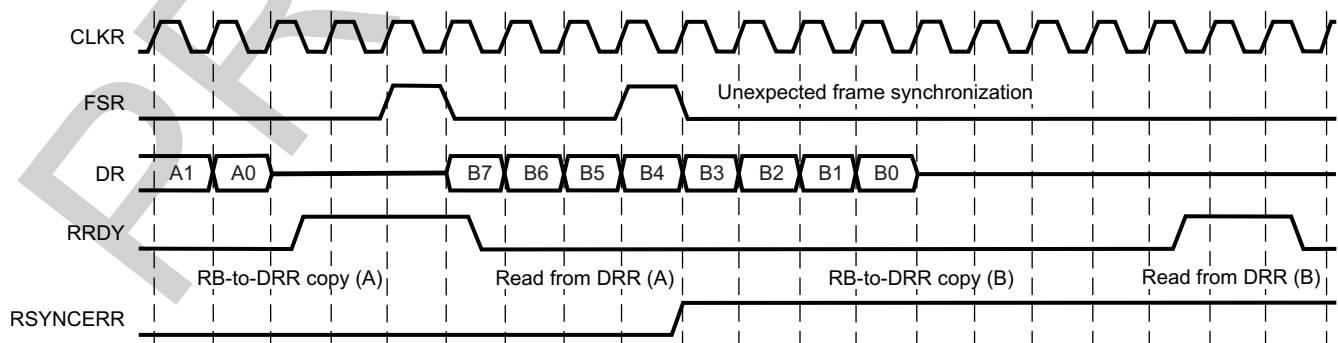 CLKR
FSR
Unexpected frame synchronization
DR
A1 A0 B7 B6 B5 B4 B3 B2 B1 B0
RRDY
RB-to-DRR copy (A) Read from DRR (A) RB-to-DRR copy (B) Read from DRR (B)
RSYNCERR